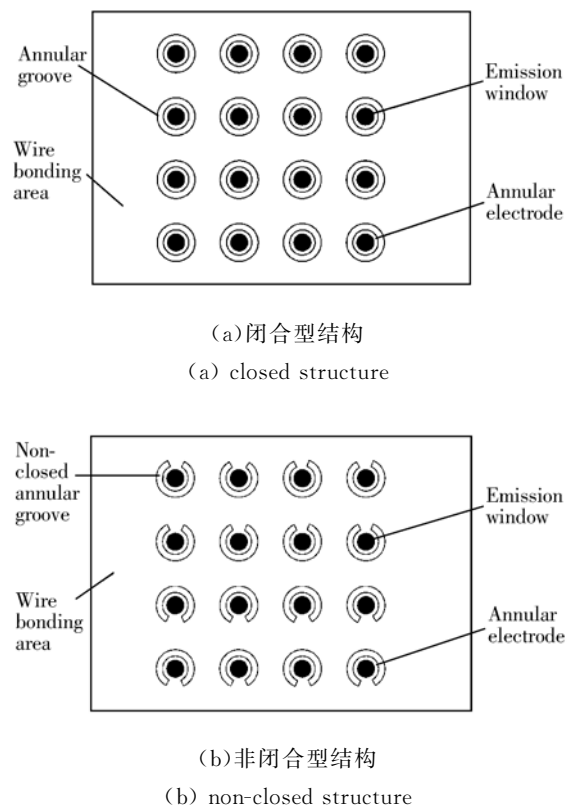 Annular
groove
Emission
window
Wire
bonding
area
Annular
electrode
(a)闭合型结构
(a) closed structure
Non-
closed
annular
groove
Emission
window
Wire
bonding
area
Annular
electrode
(b)非闭合型结构
(b) non-closed structure